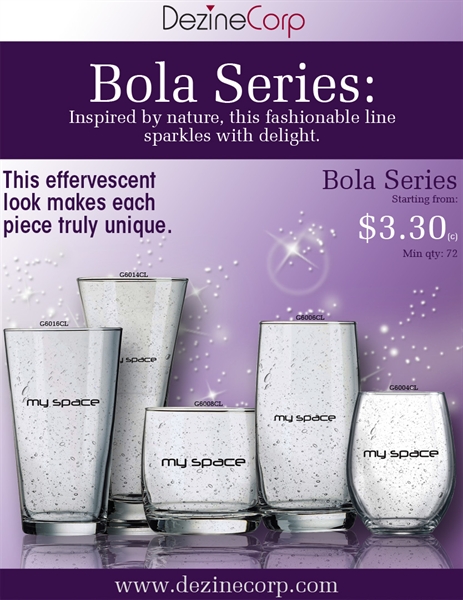 DezineCorp
Bola Series:
Inspired by nature, this fashionable line
sparkles with delight.
This effervescent
look makes each
piece truly unique.
Bola Series
Starting from:
$3.30(c)
Min qty: 72
G6014CL
my space
G6016CL
my space
G6008CL
my space
G6006CL
my space
G6004CL
my space
www.dezinecorp.com